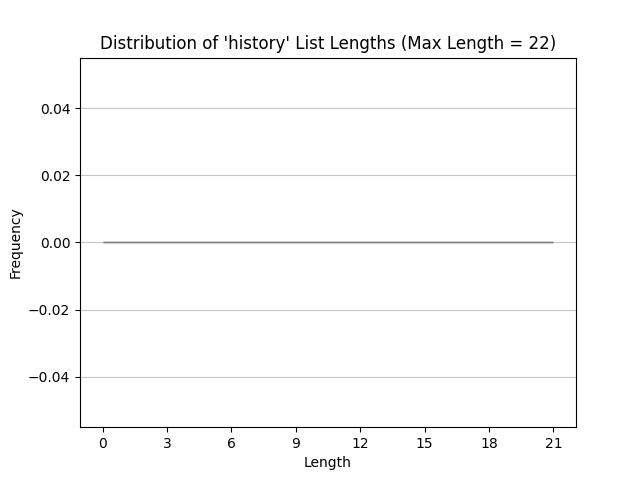 Distribution of 'history' List Lengths (Max Length = 22)
0.04
0.02
0.00
−0.02
−0.04
Frequency
0 3 6 9 12 15 18 21
Length